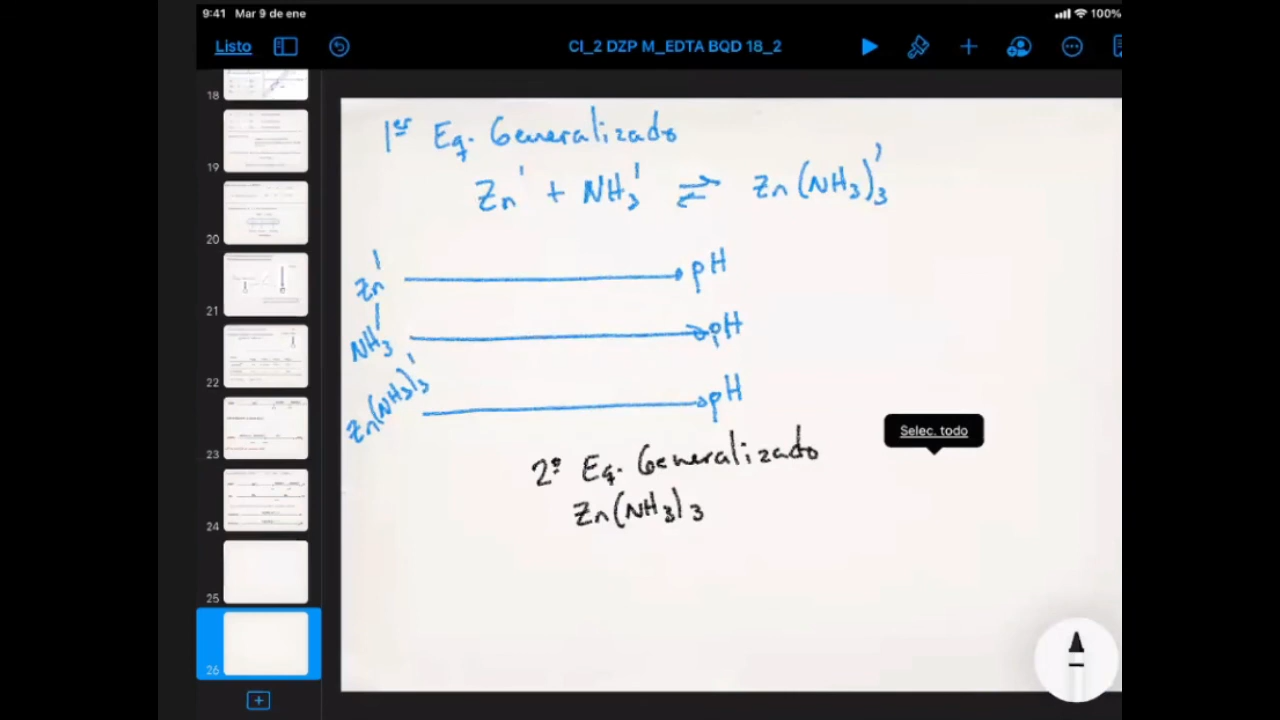 9:41 Mar 9 de ene 100%
Listo CI_2 DZP M_EDTA BQD 18_2
18
19
20
21
22
23
24
25
26
1er Eq. Generalizado
Zn' + NH3' ⇌ Zn(NH3)3'
Zn' pH
NH3' pH
Zn(NH3)3' pH
Selec. todo
2º Eq. Generalizado
Zn(NH3)3